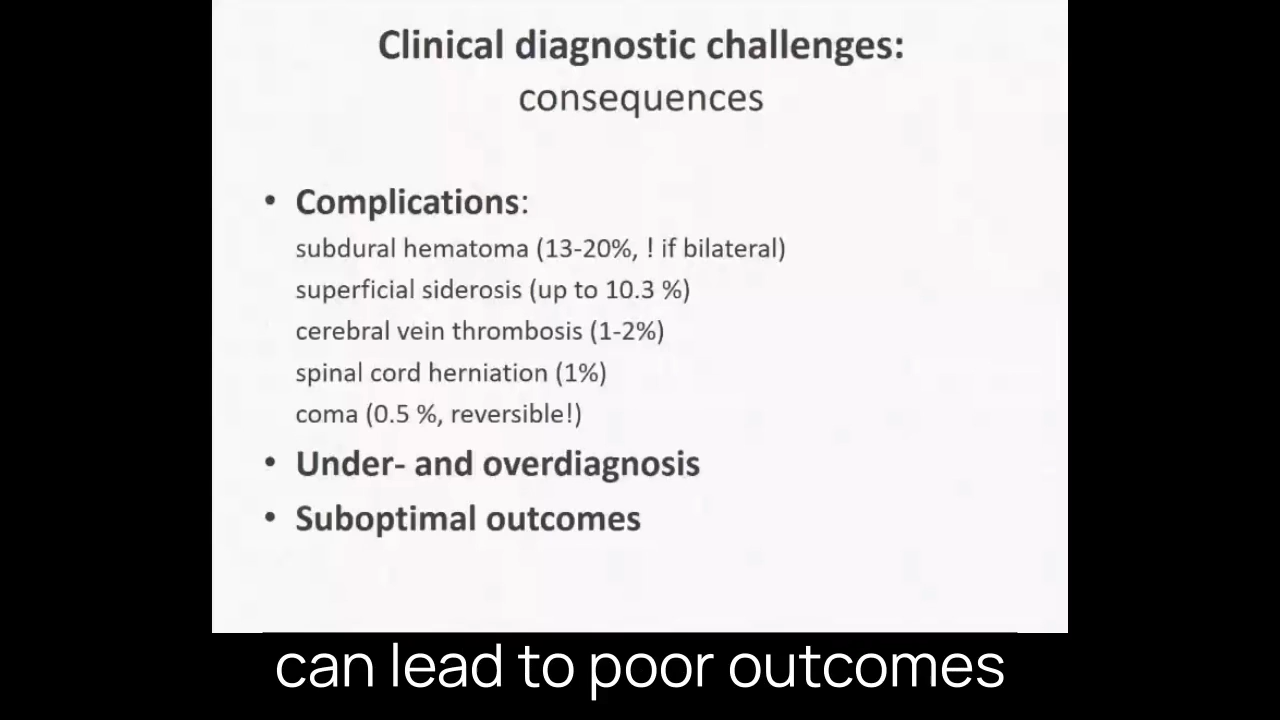 Clinical diagnostic challenges:
consequences
• Complications:
subdural hematoma (13-20%, ! if bilateral)
superficial siderosis (up to 10.3 %)
cerebral vein thrombosis (1-2%)
spinal cord herniation (1%)
coma (0.5 %, reversible!)
• Under- and overdiagnosis
• Suboptimal outcomes
can lead to poor outcomes